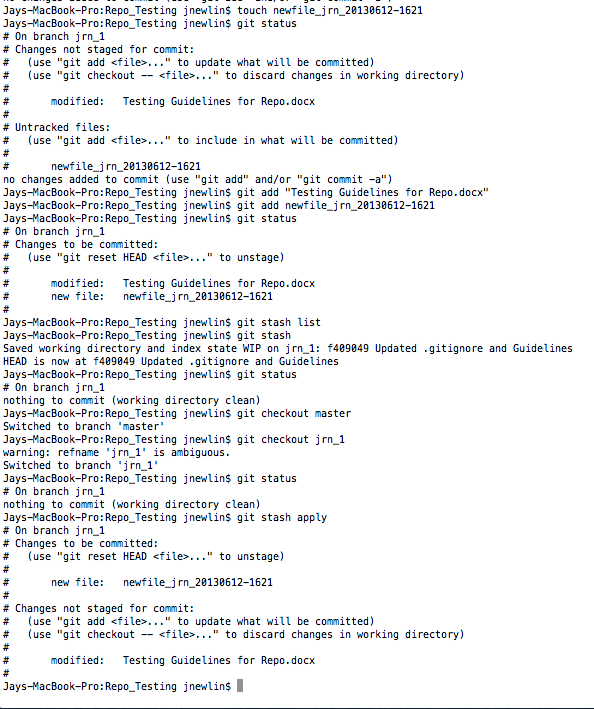 Jays-MacBook-Pro:Repo_Testing jnewlin$ touch newfile_jrn_20130612-1621
Jays-MacBook-Pro:Repo_Testing jnewlin$ git status
# On branch jrn_1
# Changes not staged for commit:
#   (use "git add <file>..." to update what will be committed)
#   (use "git checkout -- <file>..." to discard changes in working directory)
#
#       modified:   Testing Guidelines for Repo.docx
#
# Untracked files:
#   (use "git add <file>..." to include in what will be committed)
#
#       newfile_jrn_20130612-1621
no changes added to commit (use "git add" and/or "git commit -a")
Jays-MacBook-Pro:Repo_Testing jnewlin$ git add "Testing Guidelines for Repo.docx"
Jays-MacBook-Pro:Repo_Testing jnewlin$ git add newfile_jrn_20130612-1621
Jays-MacBook-Pro:Repo_Testing jnewlin$ git status
# On branch jrn_1
# Changes to be committed:
#   (use "git reset HEAD <file>..." to unstage)
#
#       modified:   Testing Guidelines for Repo.docx
#       new file:   newfile_jrn_20130612-1621
#
Jays-MacBook-Pro:Repo_Testing jnewlin$ git stash list
Jays-MacBook-Pro:Repo_Testing jnewlin$ git stash
Saved working directory and index state WIP on jrn_1: f409049 Updated .gitignore and Guidelines
HEAD is now at f409049 Updated .gitignore and Guidelines
Jays-MacBook-Pro:Repo_Testing jnewlin$ git status
# On branch jrn_1
nothing to commit (working directory clean)
Jays-MacBook-Pro:Repo_Testing jnewlin$ git checkout master
Switched to branch 'master'
Jays-MacBook-Pro:Repo_Testing jnewlin$ git checkout jrn_1
warning: refname 'jrn_1' is ambiguous.
Switched to branch 'jrn_1'
Jays-MacBook-Pro:Repo_Testing jnewlin$ git status
# On branch jrn_1
nothing to commit (working directory clean)
Jays-MacBook-Pro:Repo_Testing jnewlin$ git stash apply
# On branch jrn_1
# Changes to be committed:
#   (use "git reset HEAD <file>..." to unstage)
#
#       new file:   newfile_jrn_20130612-1621
#
# Changes not staged for commit:
#   (use "git add <file>..." to update what will be committed)
#   (use "git checkout -- <file>..." to discard changes in working directory)
#
#       modified:   Testing Guidelines for Repo.docx
#
Jays-MacBook-Pro:Repo_Testing jnewlin$